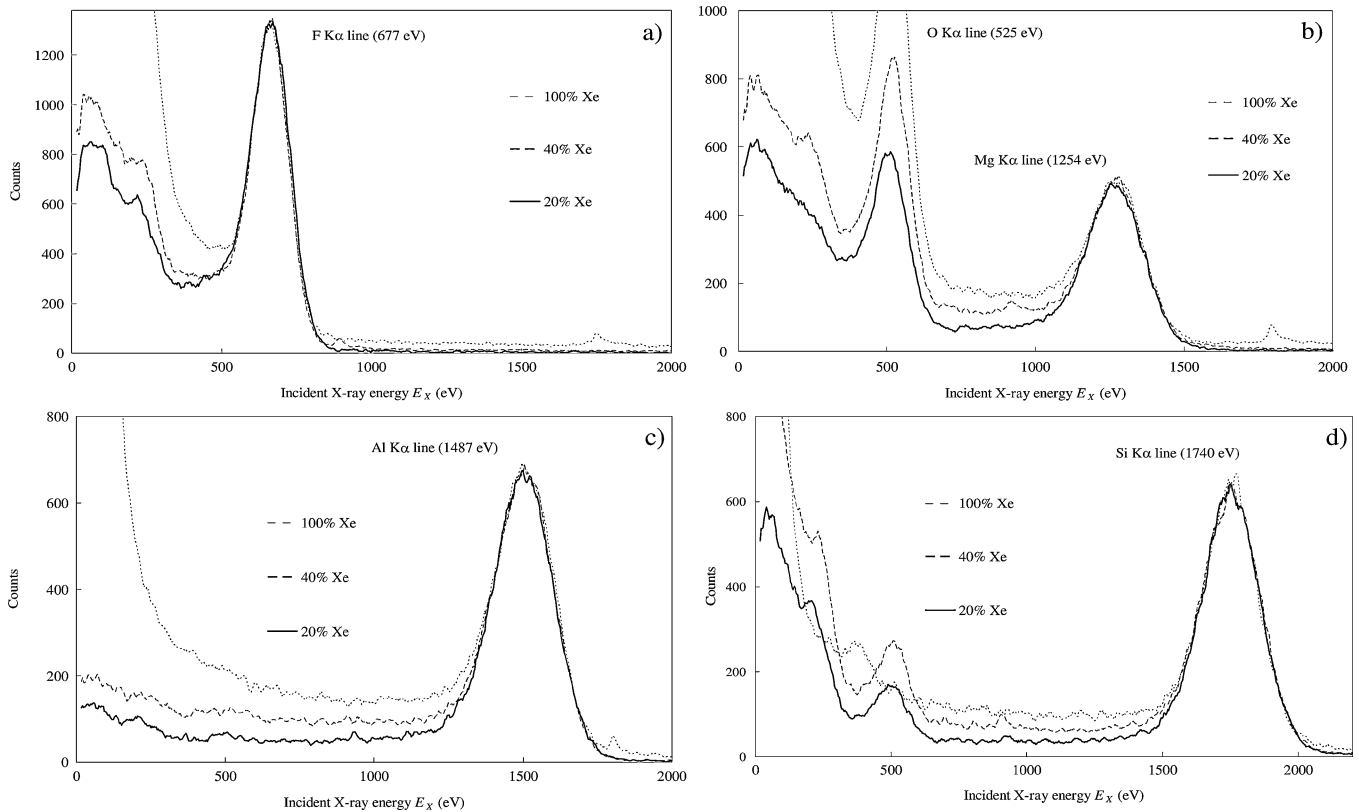 F Kα line (677 eV)
a)
100% Xe
40% Xe
20% Xe
Counts
1200
1000
800
600
400
200
0
0 500 1000 1500 2000
Incident X-ray energy E_X (eV)
O Kα line (525 eV)
b)
100% Xe
40% Xe
Mg Kα line (1254 eV)
20% Xe
1000
800
600
400
200
0
0 500 1000 1500 2000
Incident X-ray energy E_X (eV)
Al Kα line (1487 eV)
c)
100% Xe
40% Xe
20% Xe
Counts
800
600
400
200
0
0 500 1000 1500 2000
Incident X-ray energy E_X (eV)
Si Kα line (1740 eV)
d)
100% Xe
40% Xe
20% Xe
Counts
800
600
400
200
0
0 500 1000 1500 2000
Incident X-ray energy E_X (eV)